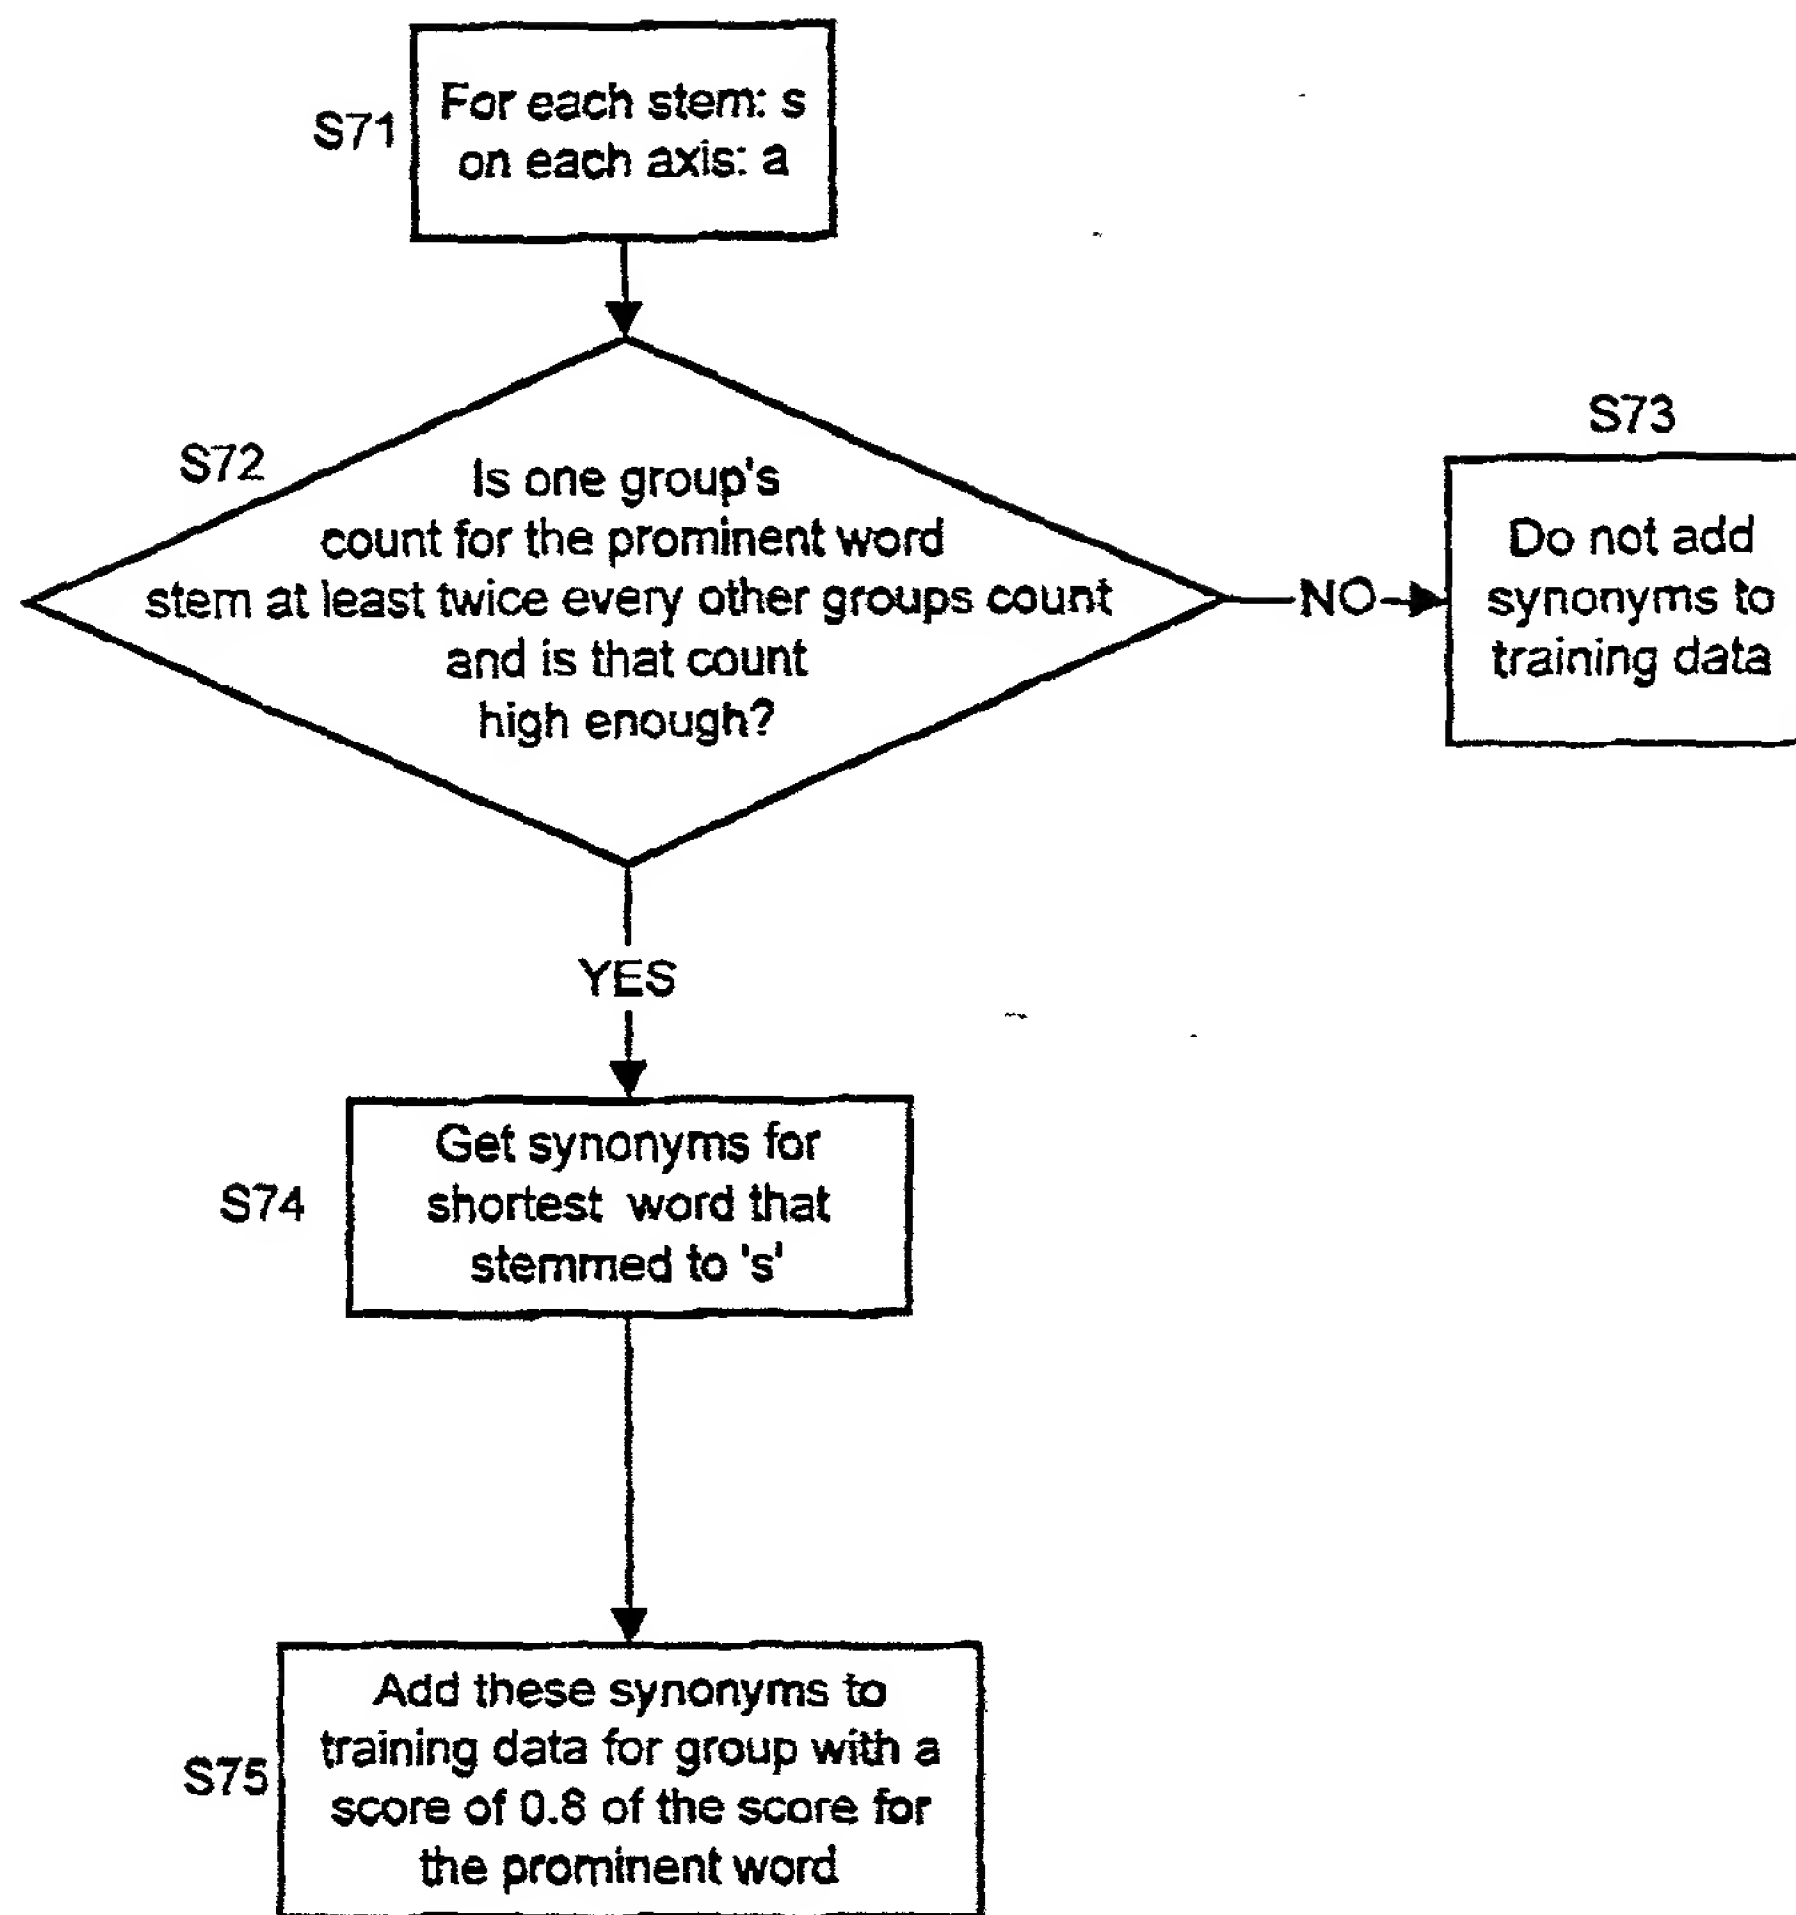 S71
For each stem: s
on each axis: a
S72
Is one group's
count for the prominent word
stem at least twice every other groups count
and is that count
high enough?
NO
S73
Do not add
synonyms to
training data
YES
S74
Get synonyms for
shortest word that
stemmed to 's'
S75
Add these synonyms to
training data for group with a
score of 0.8 of the score for
the prominent word